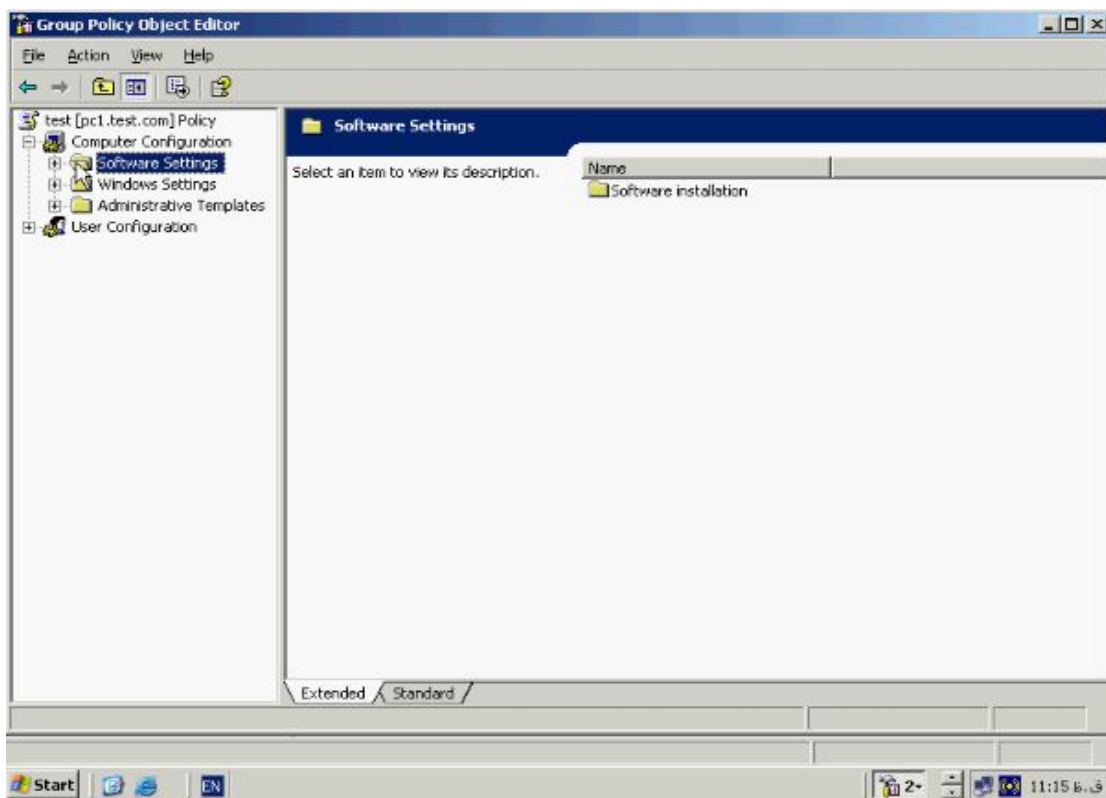 Group Policy Object Editor
File Action View Help
test [pc1.test.com] Policy
Computer Configuration
Software Settings
Windows Settings
Administrative Templates
User Configuration
Software Settings
Select an item to view its description.
Name
Software installation
Extended Standard
Start EN 2 11:15 ق.ظ